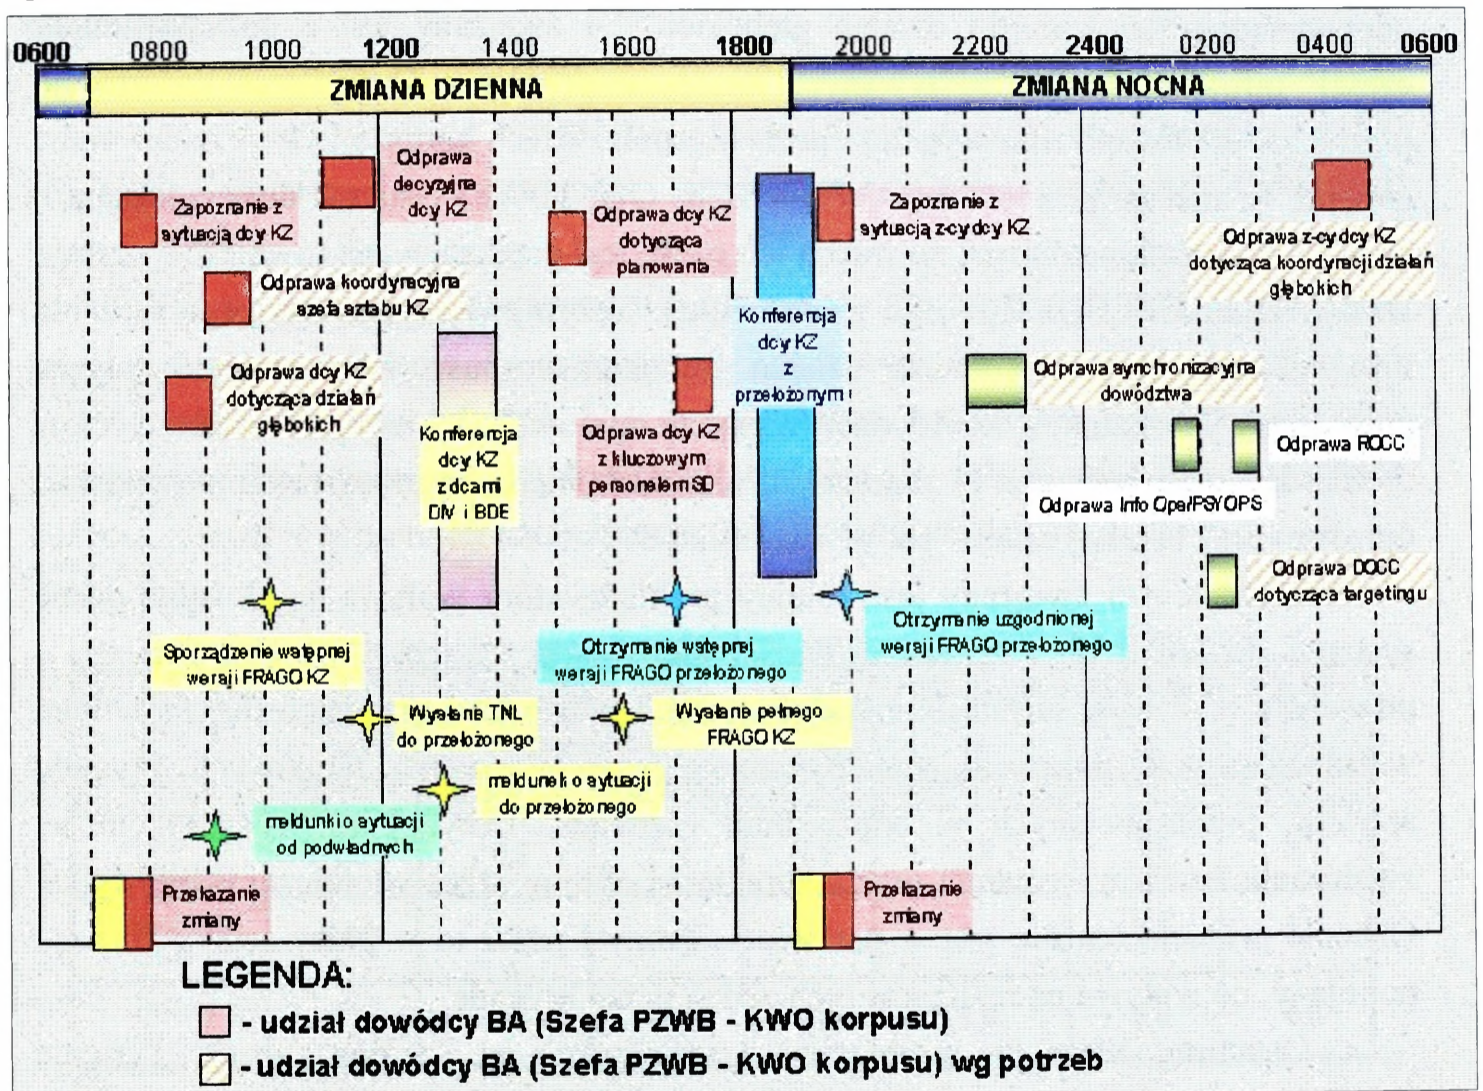 0600 0800 1000 1200 1400 1600 1800 2000 2200 2400 0200 0400 0600
ZMIANA DZIENNA
ZMIANA NOCNA
Zapoznanie z
sytuacją dcy KZ
Odprawa
decyzyjna
dcy KZ
Odprawa koordynacyjna
szefa sztabu KZ
Odprawa dcy KZ
dotycząca działań
głębokich
Odprawa dcy KZ
dotycząca
planowania
Konferencja
dcy KZ
z dcami
DIV i BDE
Odprawa dcy KZ
z kluczowym
personelem SD
Konferencja
dcy KZ
z
przełożonym
Zapoznanie z
sytuacją z-cy dcy KZ
Odprawa z-cy dcy KZ
dotycząca koordynacji działań
głębokich
Odprawa synchronizacyjna
dowództwa
Odprawa ROCC
Odprawa Info Ops/PSYOPS
Odprawa DOCC
dotycząca targetingu
Sporządzenie wstępnej
wersji FRAGO KZ
Otrzymanie wstępnej
wersji FRAGO przełożonego
Otrzymanie uzgodnionej
wersji FRAGO przełożonego
Wysłanie TNL
do przełożonego
Wysłanie pełnego
FRAGO KZ
meldunek o sytuacji
do przełożonego
meldunki o sytuacji
od podwładnych
Przekazanie
zmiany
Przekazanie
zmiany
LEGENDA:
- udział dowódcy BA (Szefa PZWB - KWO korpusu)
- udział dowódcy BA (Szefa PZWB - KWO korpusu) wg potrzeb